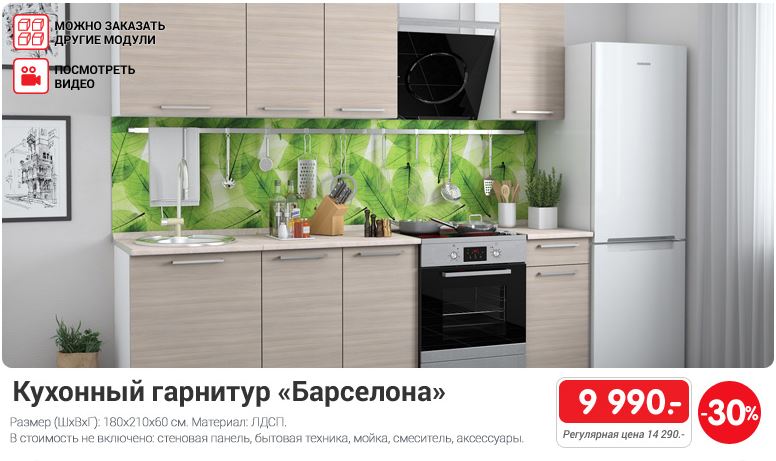 МОЖНО ЗАКАЗАТЬ
ДРУГИЕ МОДУЛИ
ПОСМОТРЕТЬ
ВИДЕО
Кухонный гарнитур «Барселона»
Размер (ШхВхГ): 180х210х60 см. Материал: ЛДСП.
В стоимость не включено: стеновая панель, бытовая техника, мойка, смеситель, аксессуары.
9 990.-
Регулярная цена 14 290.-
-30%